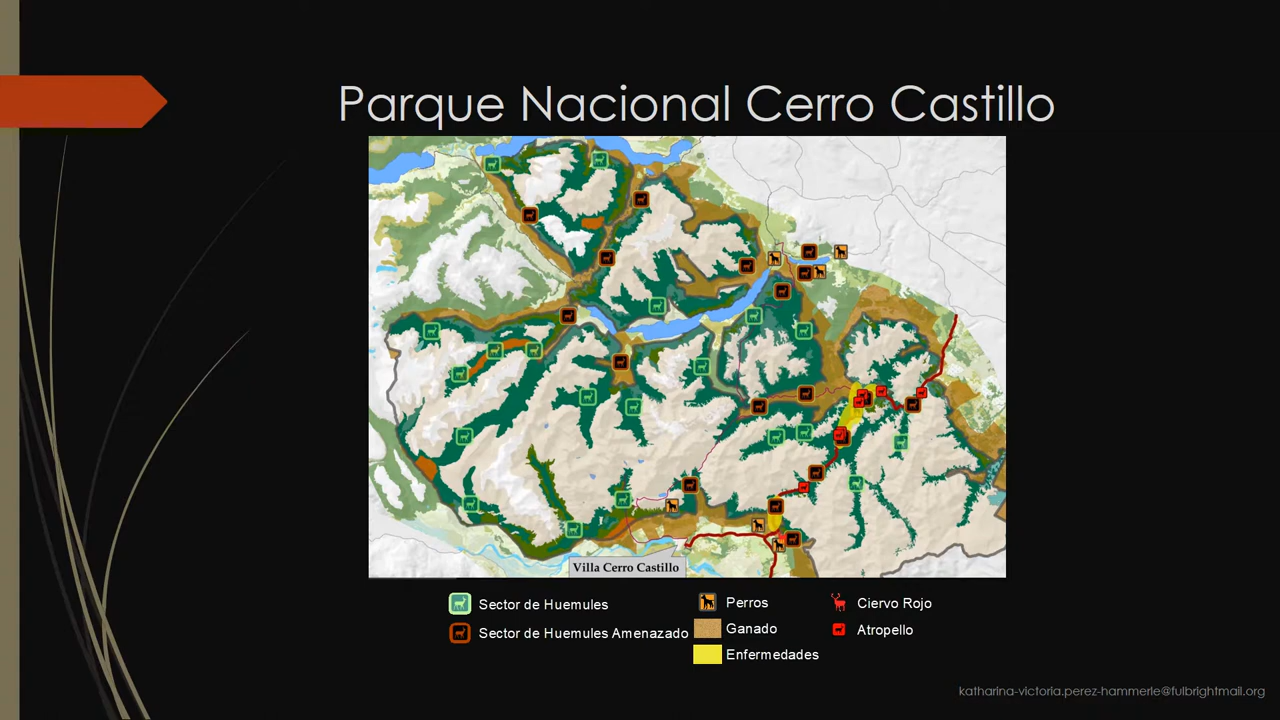 Parque Nacional Cerro Castillo
Villa Cerro Castillo
Sector de Huemules
Sector de Huemules Amenazado
Perros
Ganado
Enfermedades
Ciervo Rojo
Atropello
katharina-victoria.perez-hammerle@fulbrightmail.org